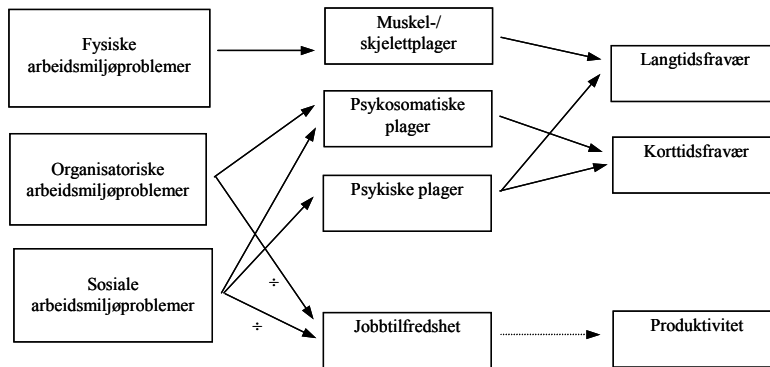 Fysiske
arbeidsmiljøproblemer
Organisatoriske
arbeidsmiljøproblemer
Sosiale
arbeidsmiljøproblemer
Muskel-/
skjelettplager
Psykosomatiske
plager
Psykiske plager
÷
÷
Jobbtilfredshet
Langtidsfravær
Korttidsfravær
Produktivitet